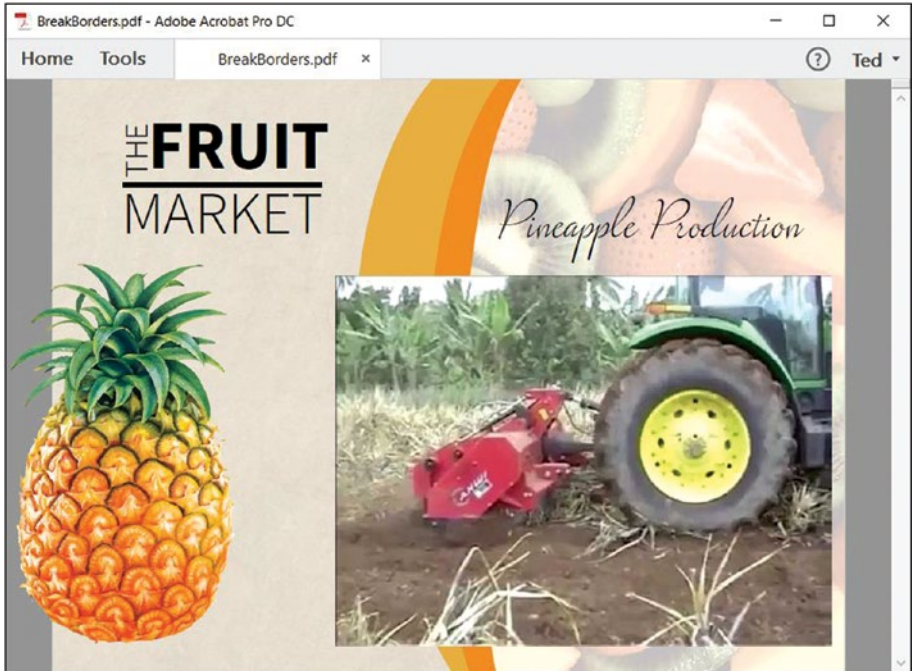 BreakBorders.pdf - Adobe Acrobat Pro DC
Home Tools BreakBorders.pdf × ? Ted
THE FRUIT
MARKET
Pineapple Production